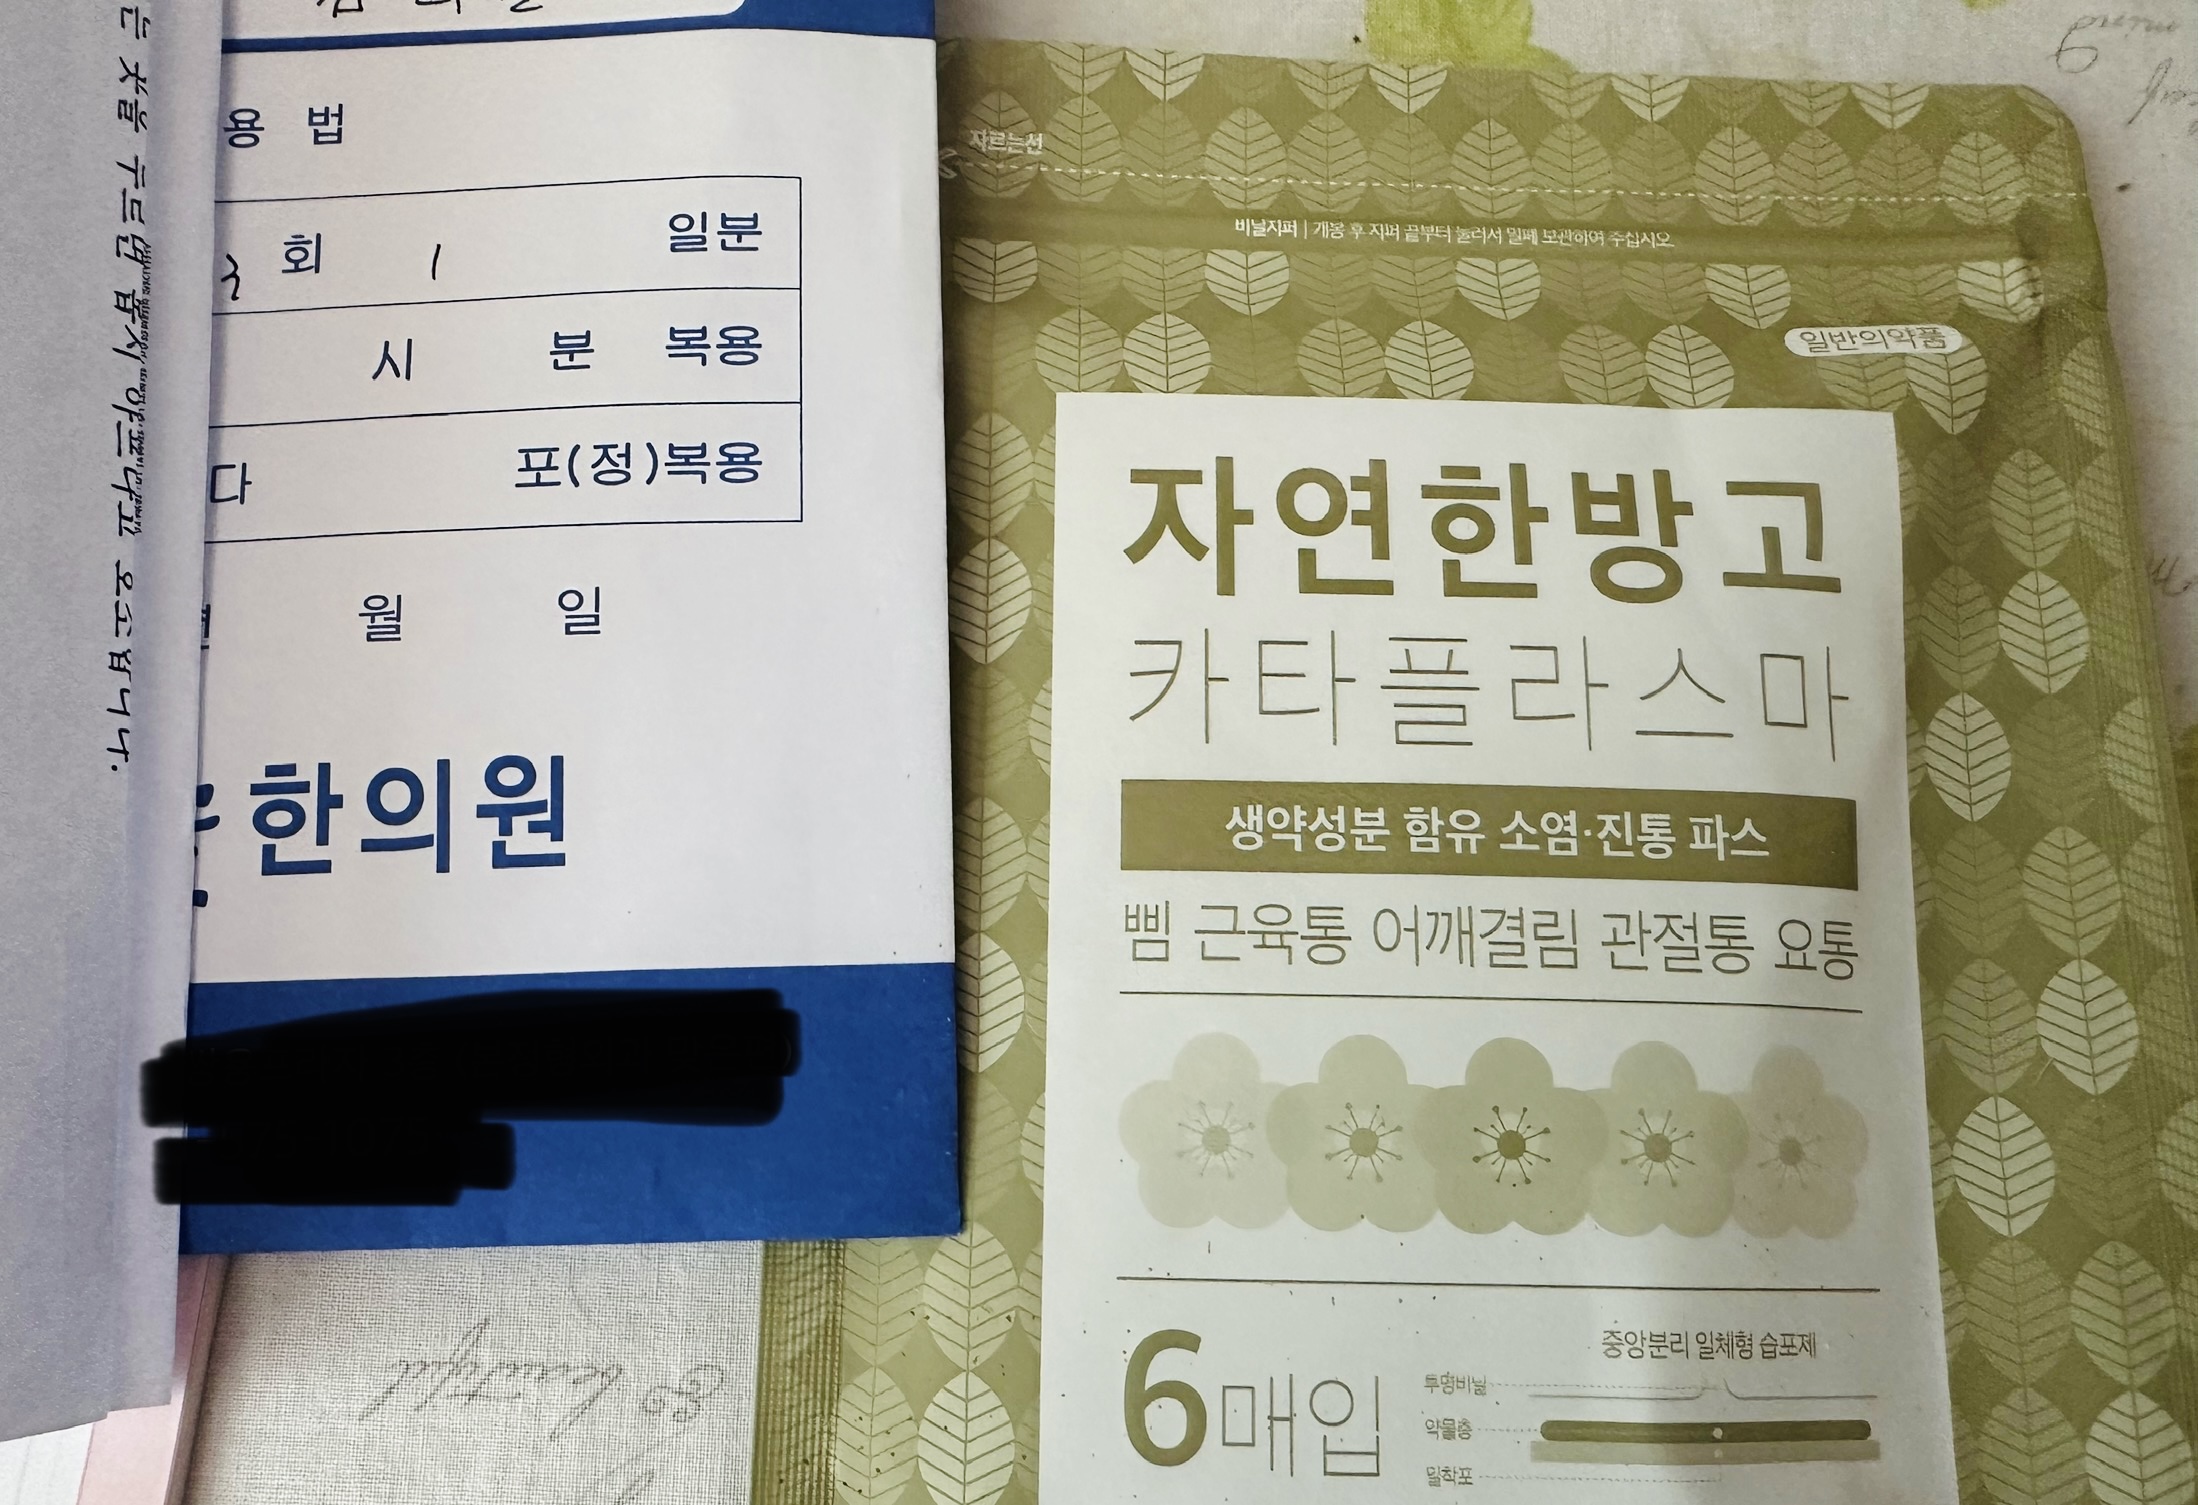 용 법
회 1 일분
시 분 복용
다 포(정)복용
월 일
한의원
자르는선
비닐지퍼 | 개봉 후 지퍼 끝부터 눌러서 밀폐 보관하여 주십시오
일반의약품
자연한방고
카타플라스마
생약성분 함유 소염·진통 파스
삠 근육통 어깨결림 관절통 요통
6매입
중앙분리 일체형 습포제
투명비닐
약물층
밀착포
So beautiful